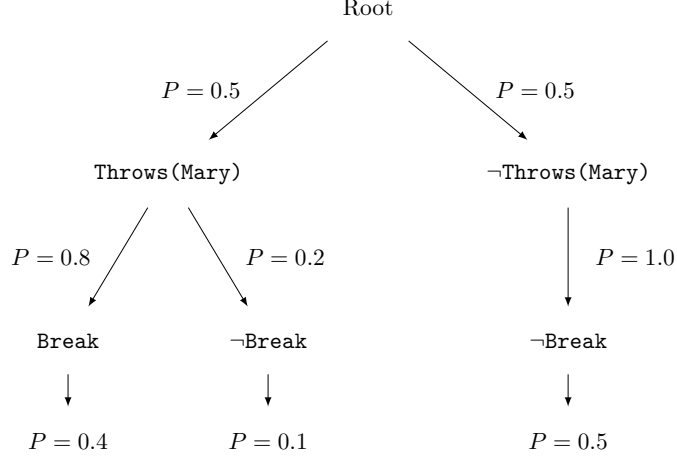 Root
P = 0.5
P = 0.5
Throws(Mary)
¬Throws(Mary)
P = 0.8
P = 0.2
P = 1.0
Break
¬Break
¬Break
P = 0.4
P = 0.1
P = 0.5